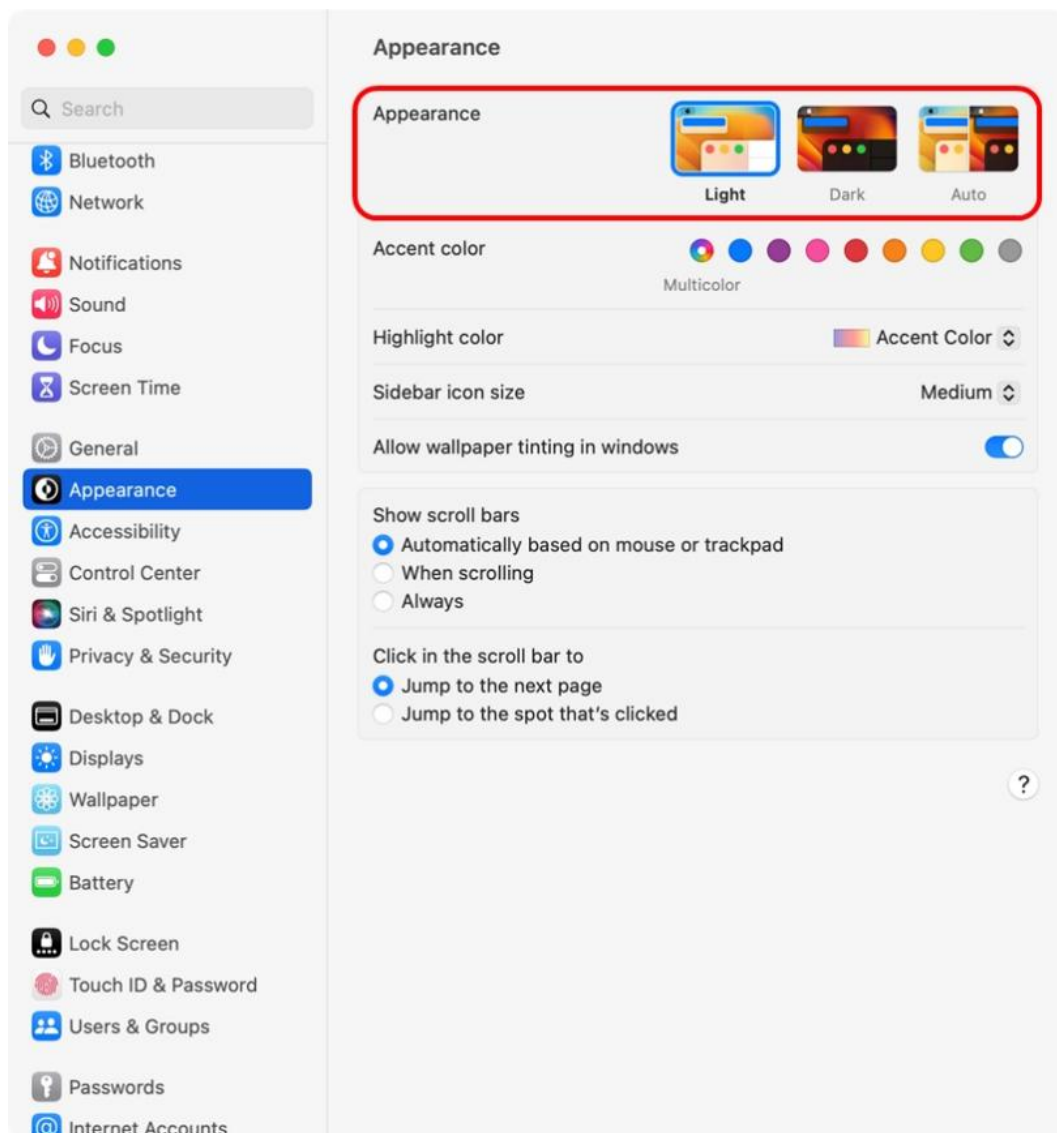 Search
Bluetooth
Network
Notifications
Sound
Focus
Screen Time
General
Appearance
Accessibility
Control Center
Siri & Spotlight
Privacy & Security
Desktop & Dock
Displays
Wallpaper
Screen Saver
Battery
Lock Screen
Touch ID & Password
Users & Groups
Passwords
Internet Accounts
Appearance
Appearance
Light Dark Auto
Accent color
Multicolor
Highlight color Accent Color
Sidebar icon size Medium
Allow wallpaper tinting in windows
Show scroll bars
Automatically based on mouse or trackpad
When scrolling
Always
Click in the scroll bar to
Jump to the next page
Jump to the spot that's clicked
?